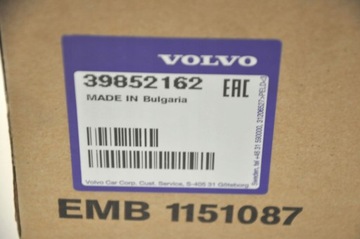 VOLVO
39852162
EAC
MADE IN Bulgaria
Volvo Car Corp. Cust. Service, S-405 31 Göteborg
EMB 1151087